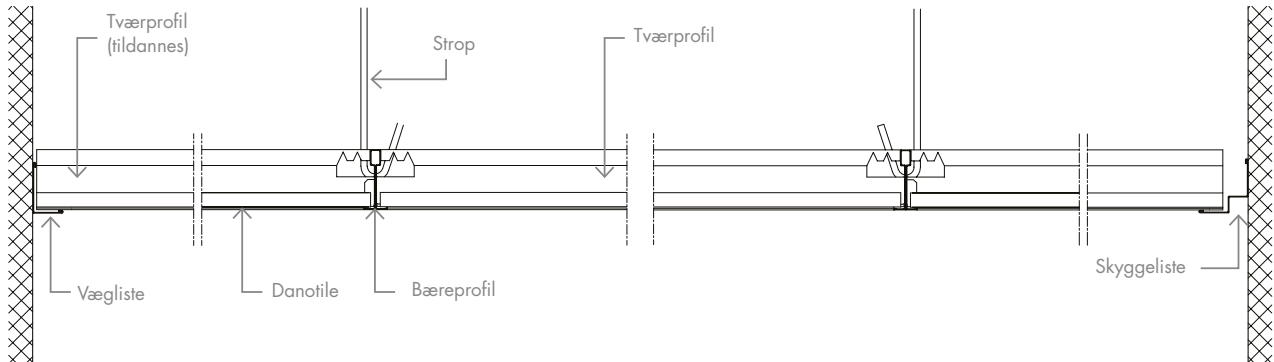 Tværprofil
(tildannes)
Strop
Tværprofil
Vægliste
Danotile
Bæreprofil
Skyggeliste